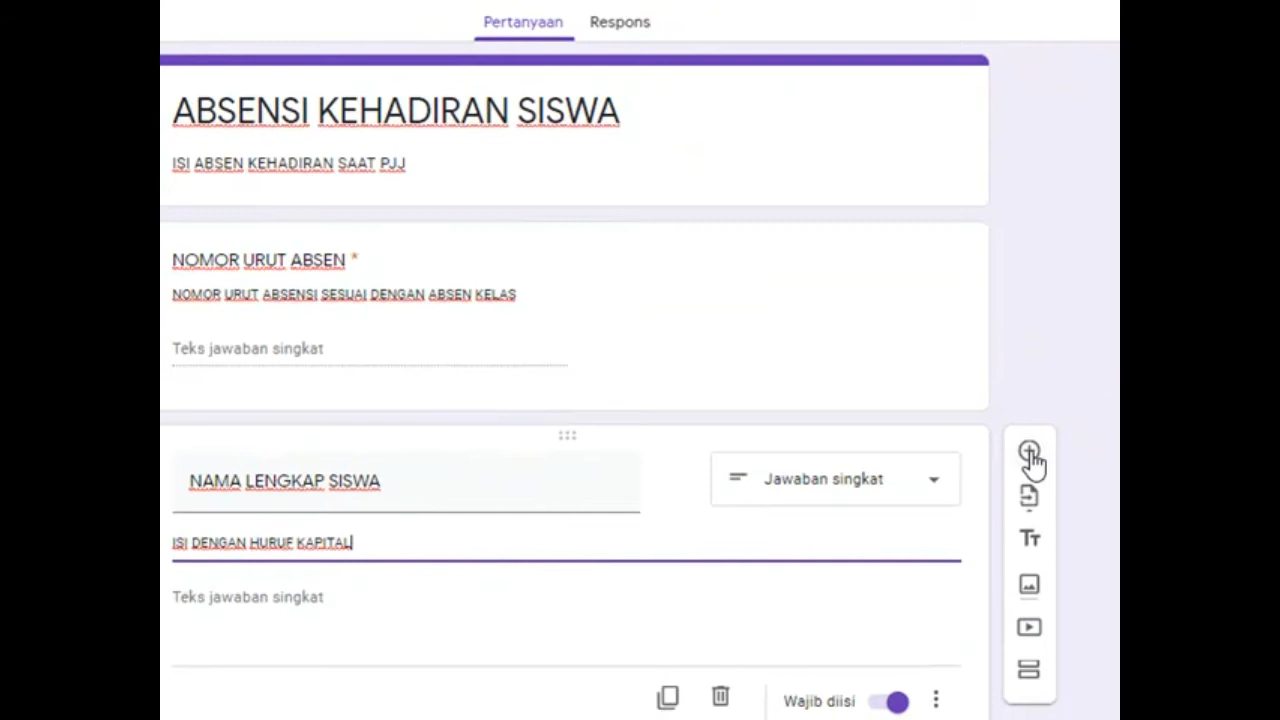 Pertanyaan Respons
ABSENSI KEHADIRAN SISWA
ISI ABSEN KEHADIRAN SAAT PJJ
NOMOR URUT ABSEN *
NOMOR URUT ABSENSI SESUAI DENGAN ABSEN KELAS
Teks jawaban singkat
NAMA LENGKAP SISWA
Jawaban singkat
ISI DENGAN HURUF KAPITAL
Teks jawaban singkat
Wajib diisi